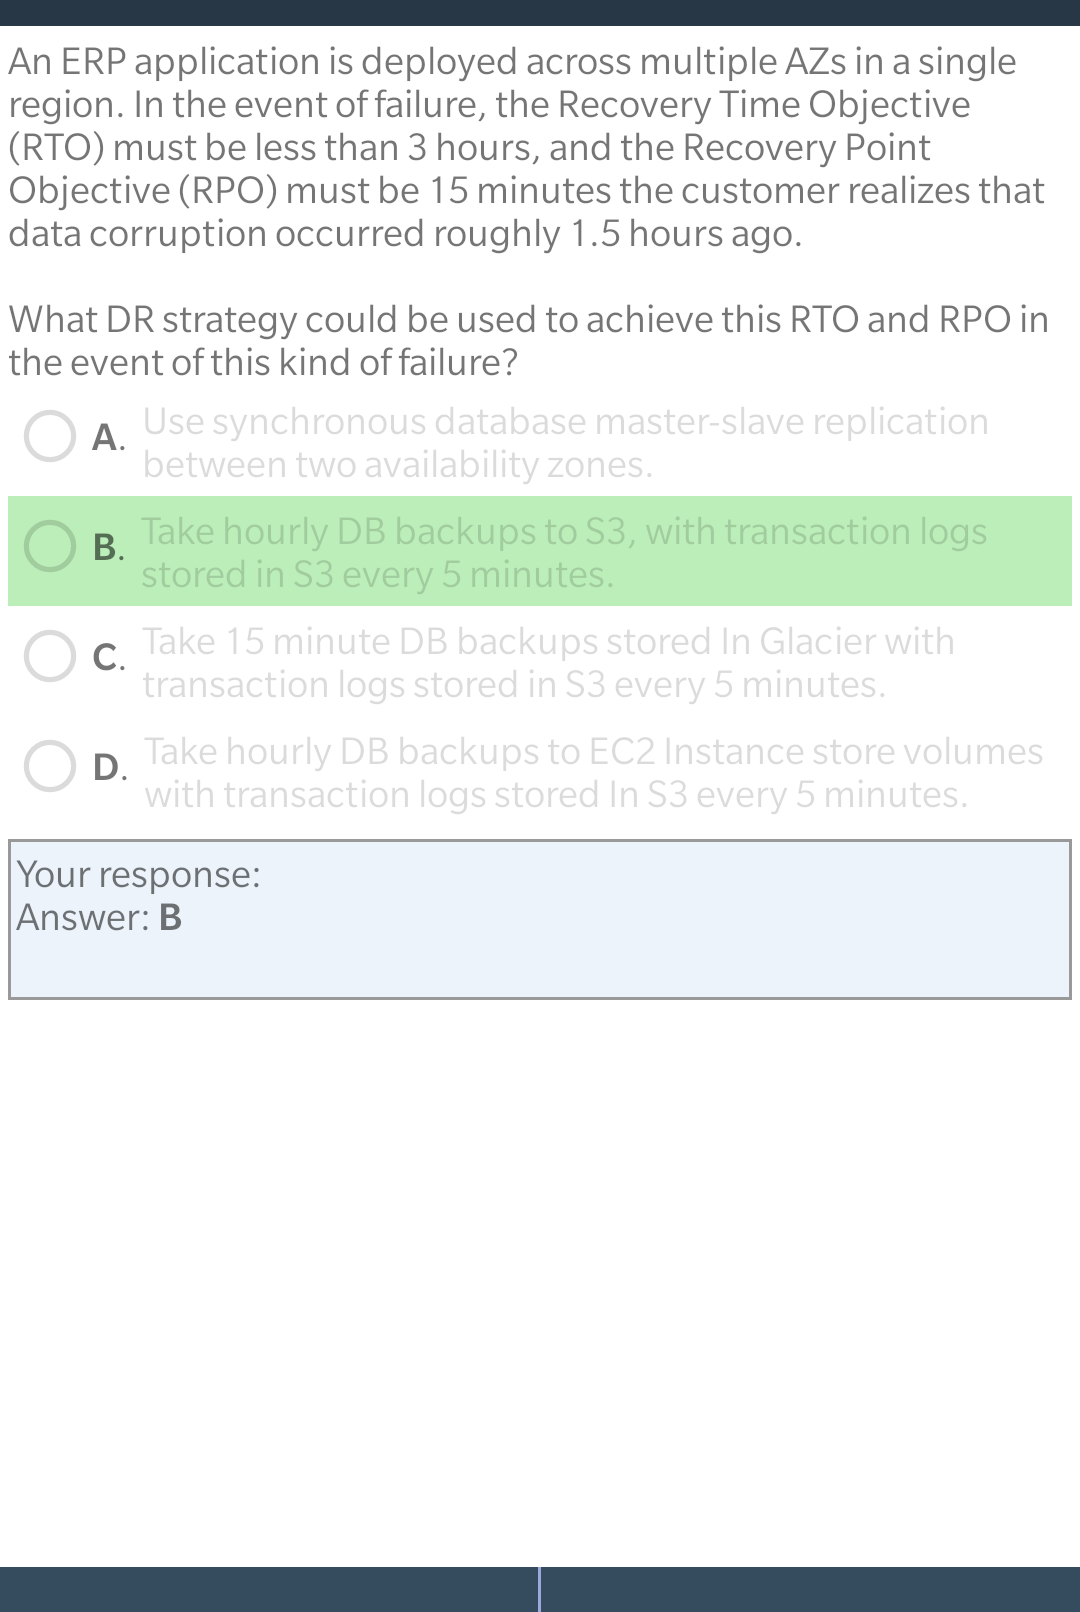 An ERP application is deployed across multiple AZs in a single
region. In the event of failure, the Recovery Time Objective
(RTO) must be less than 3 hours, and the Recovery Point
Objective (RPO) must be 15 minutes the customer realizes that
data corruption occurred roughly 1.5 hours ago.
What DR strategy could be used to achieve this RTO and RPO in
the event of this kind of failure?
A. Use synchronous database master-slave replication
between two availability zones.
B. Take hourly DB backups to S3, with transaction logs
stored in S3 every 5 minutes.
C. Take 15 minute DB backups stored In Glacier with
transaction logs stored in S3 every 5 minutes.
D. Take hourly DB backups to EC2 Instance store volumes
with transaction logs stored In S3 every 5 minutes.
Your response:
Answer: B